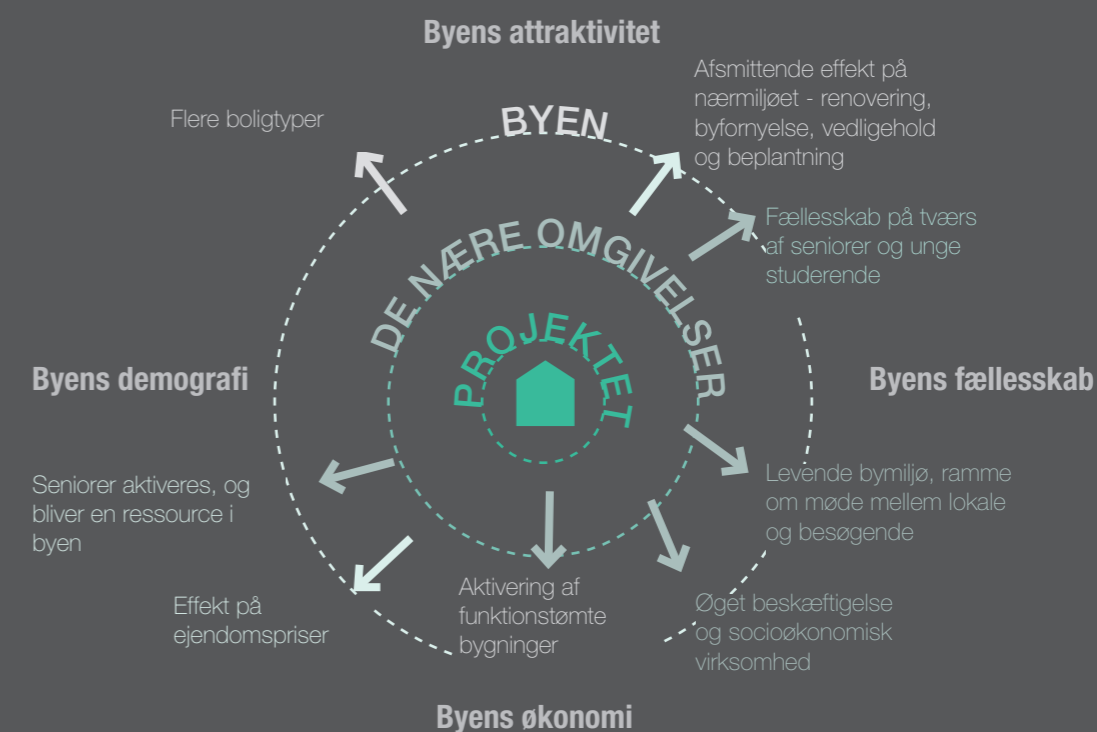 Byens attraktivitet
Flere boligtyper
BYEN
Afsmittende effekt på
nærmiljøet - renovering,
byfornyelse, vedligehold
og beplantning
Fællesskab på tværs
af seniorer og unge
studerende
DE NÆRE OMGIVELSER
PROJEKTET
Byens demografi
Byens fællesskab
Seniorer aktiveres, og
bliver en ressource i
byen
Levende bymiljø, ramme
om møde mellem lokale
og besøgende
Effekt på
ejendomspriser
Aktivering af
funktionstømte
bygninger
Øget beskæftigelse
og socioøkonomisk
virksomhed
Byens økonomi